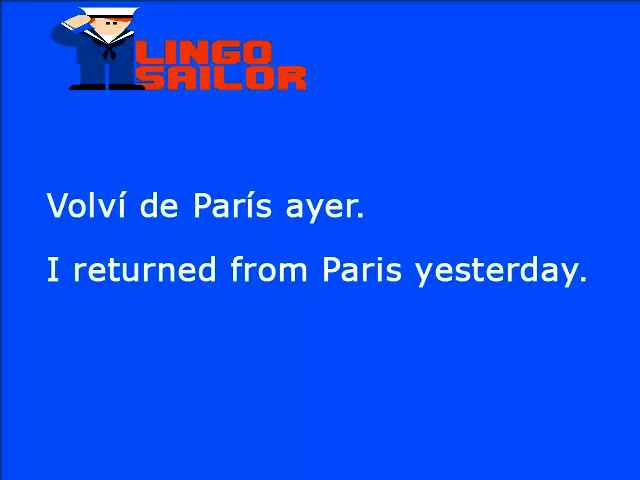 LINGO
SAILOR
Volví de París ayer.
I returned from Paris yesterday.